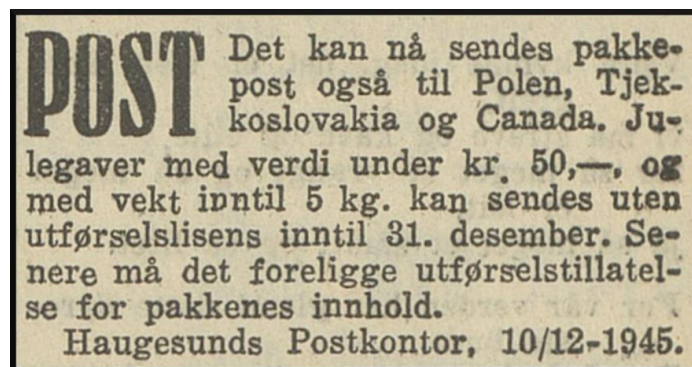 POST Det kan nå sendes pakke-
post også til Polen, Tjek-
koslovakia og Canada. Ju-
legaver med verdi under kr. 50,—, og
med vekt inntil 5 kg. kan sendes uten
utførselslisens inntil 31. desember. Se-
nere må det foreligge utførselstillatel-
se for pakkenes innhold.
Haugesunds Postkontor, 10/12-1945.